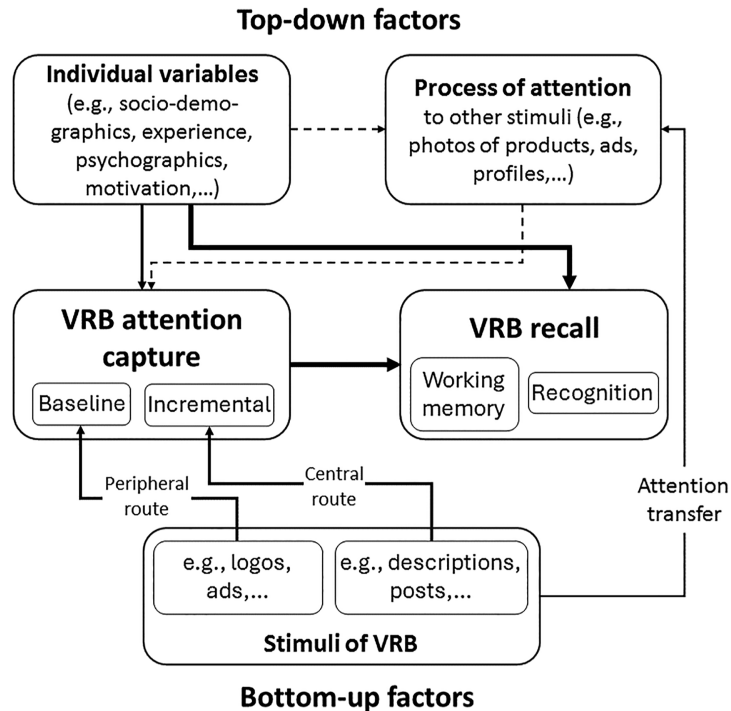 Top-down factors
Individual variables
(e.g., socio-demo-
graphics, experience,
psychographics,
motivation,...)
Process of attention
to other stimuli (e.g.,
photos of products, ads,
profiles,...)
VRB attention
capture
Baseline
Incremental
VRB recall
Working
memory
Recognition
Peripheral
route
Central
route
Attention
transfer
e.g., logos,
ads,...
e.g., descriptions,
posts,...
Stimuli of VRB
Bottom-up factors